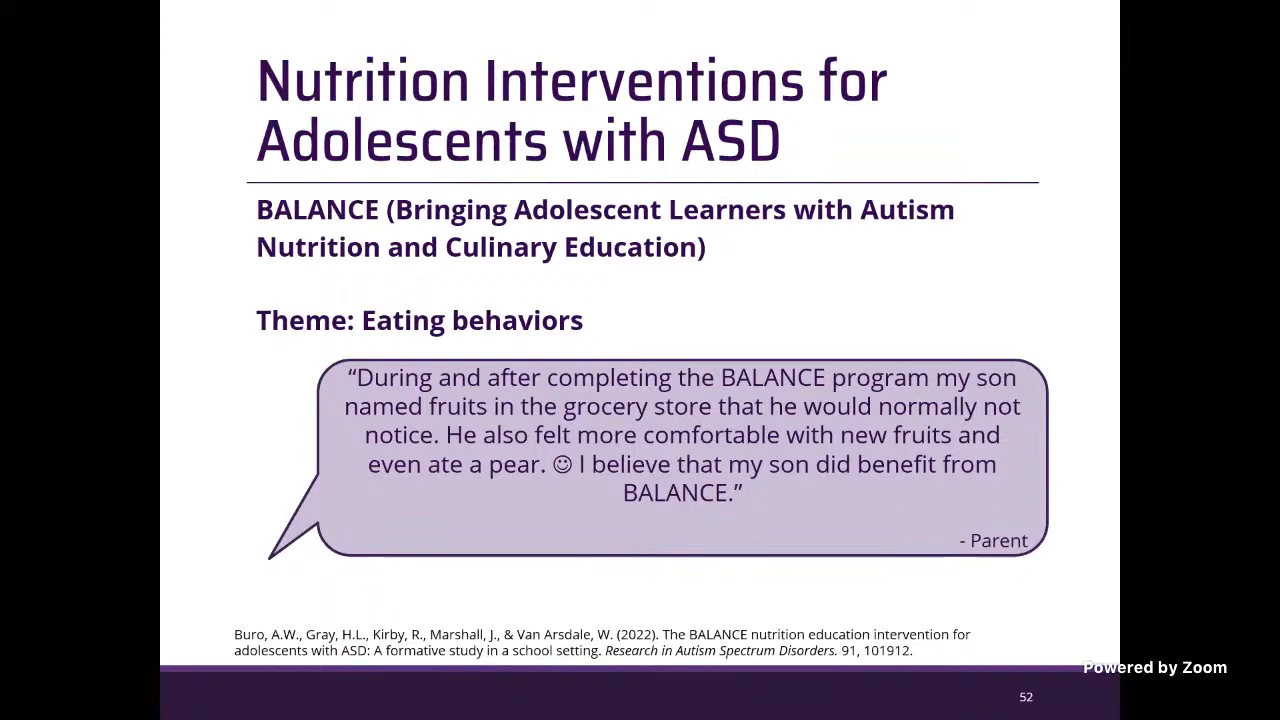 Nutrition Interventions for
Adolescents with ASD
BALANCE (Bringing Adolescent Learners with Autism
Nutrition and Culinary Education)
Theme: Eating behaviors
“During and after completing the BALANCE program my son
named fruits in the grocery store that he would normally not
notice. He also felt more comfortable with new fruits and
even ate a pear. ☺ I believe that my son did benefit from
BALANCE.”
- Parent
Buro, A.W., Gray, H.L., Kirby, R., Marshall, J., & Van Arsdale, W. (2022). The BALANCE nutrition education intervention for
adolescents with ASD: A formative study in a school setting. Research in Autism Spectrum Disorders. 91, 101912.
Powered by Zoom
52